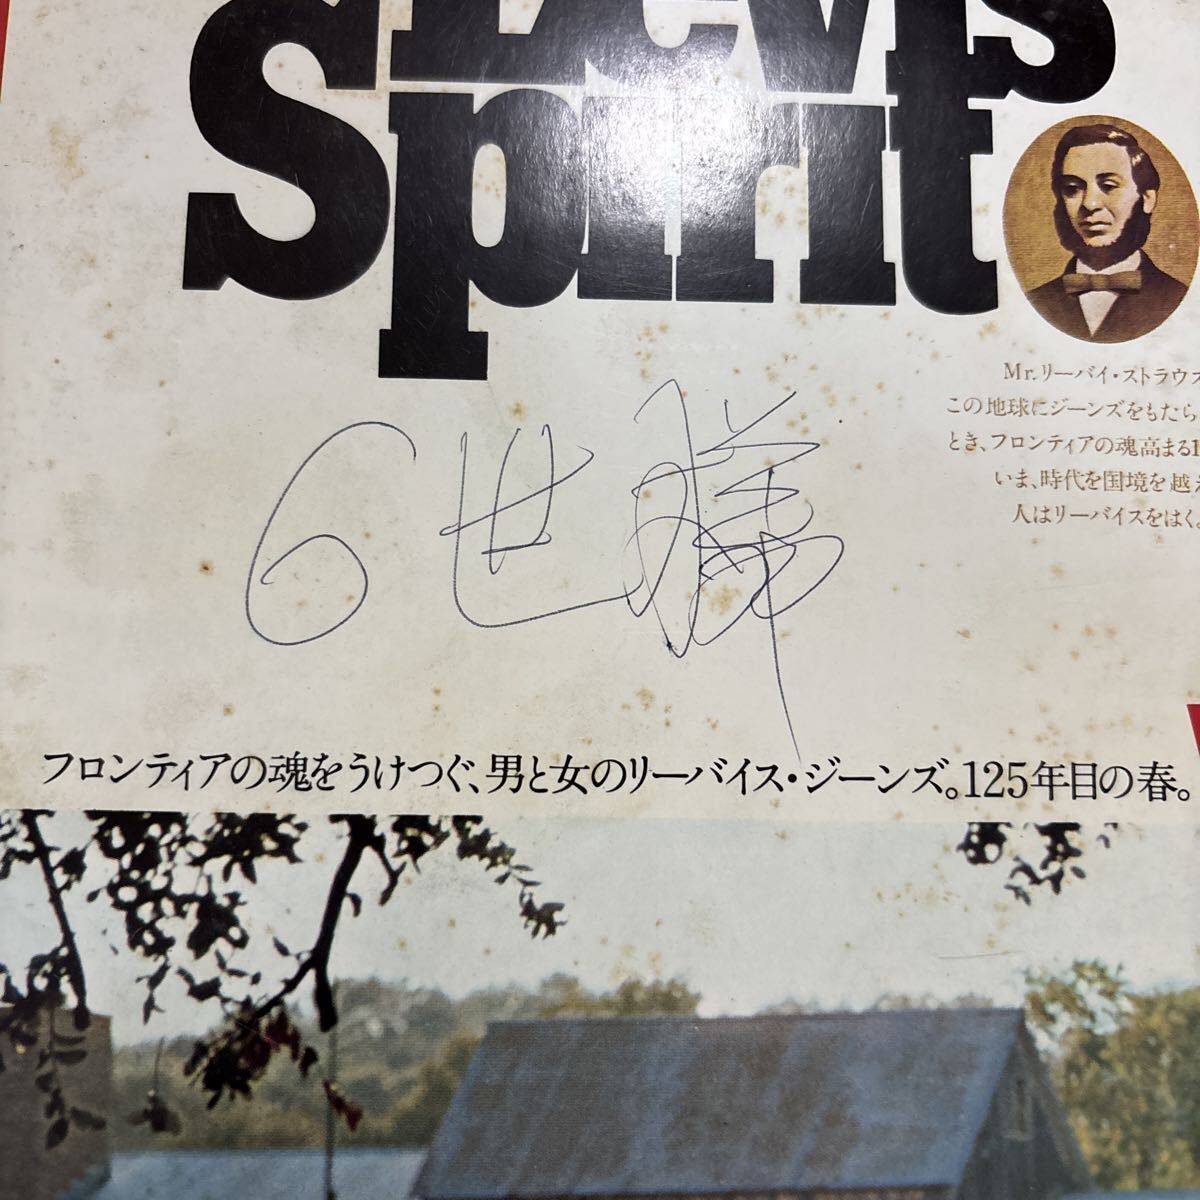 Levi's
Spirit
Mr.リーバイ・ストラウス
この地球にジーンズをもたら
とき、フロンティアの魂高まる1
いま、時代を国境を越え
人はリーバイスをはく。
6世
フロンティアの魂をうけつぐ、男と女のリーバイス・ジーンズ。125年目の春。